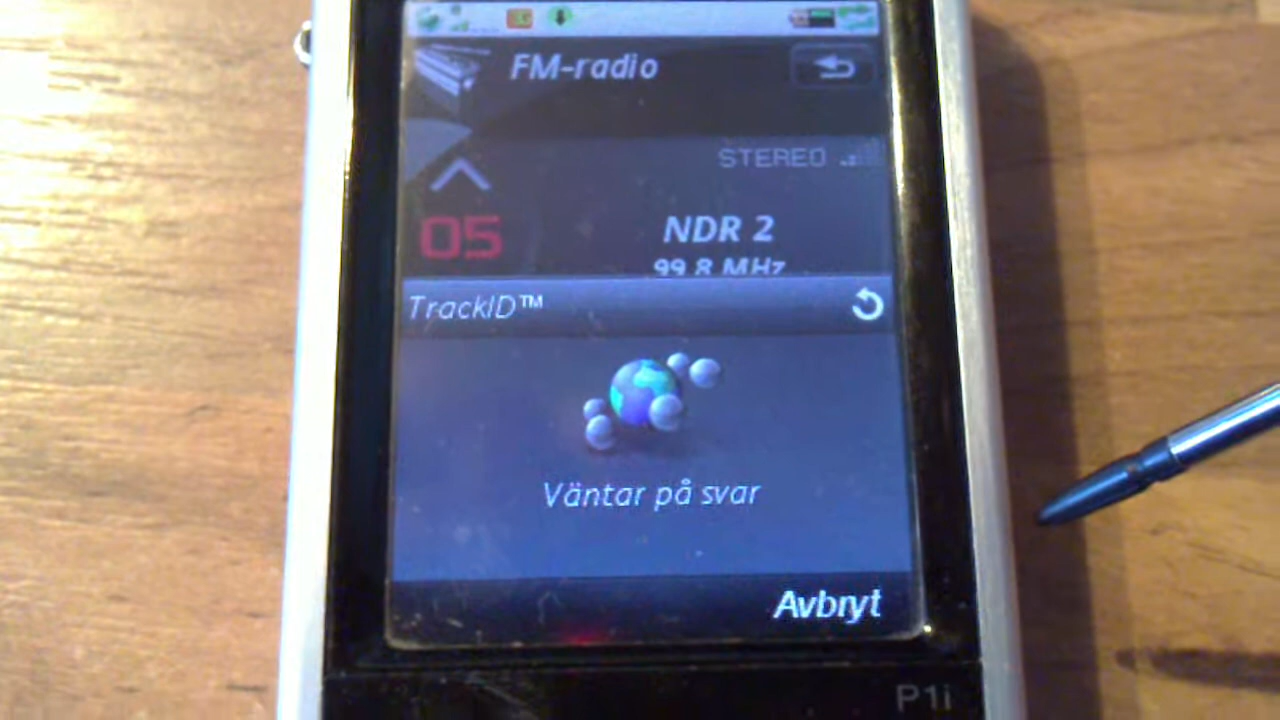 FM-radio
STEREO
05
NDR 2
99.8 MHz
TrackID™
Väntar på svar
Avbryt
P1i